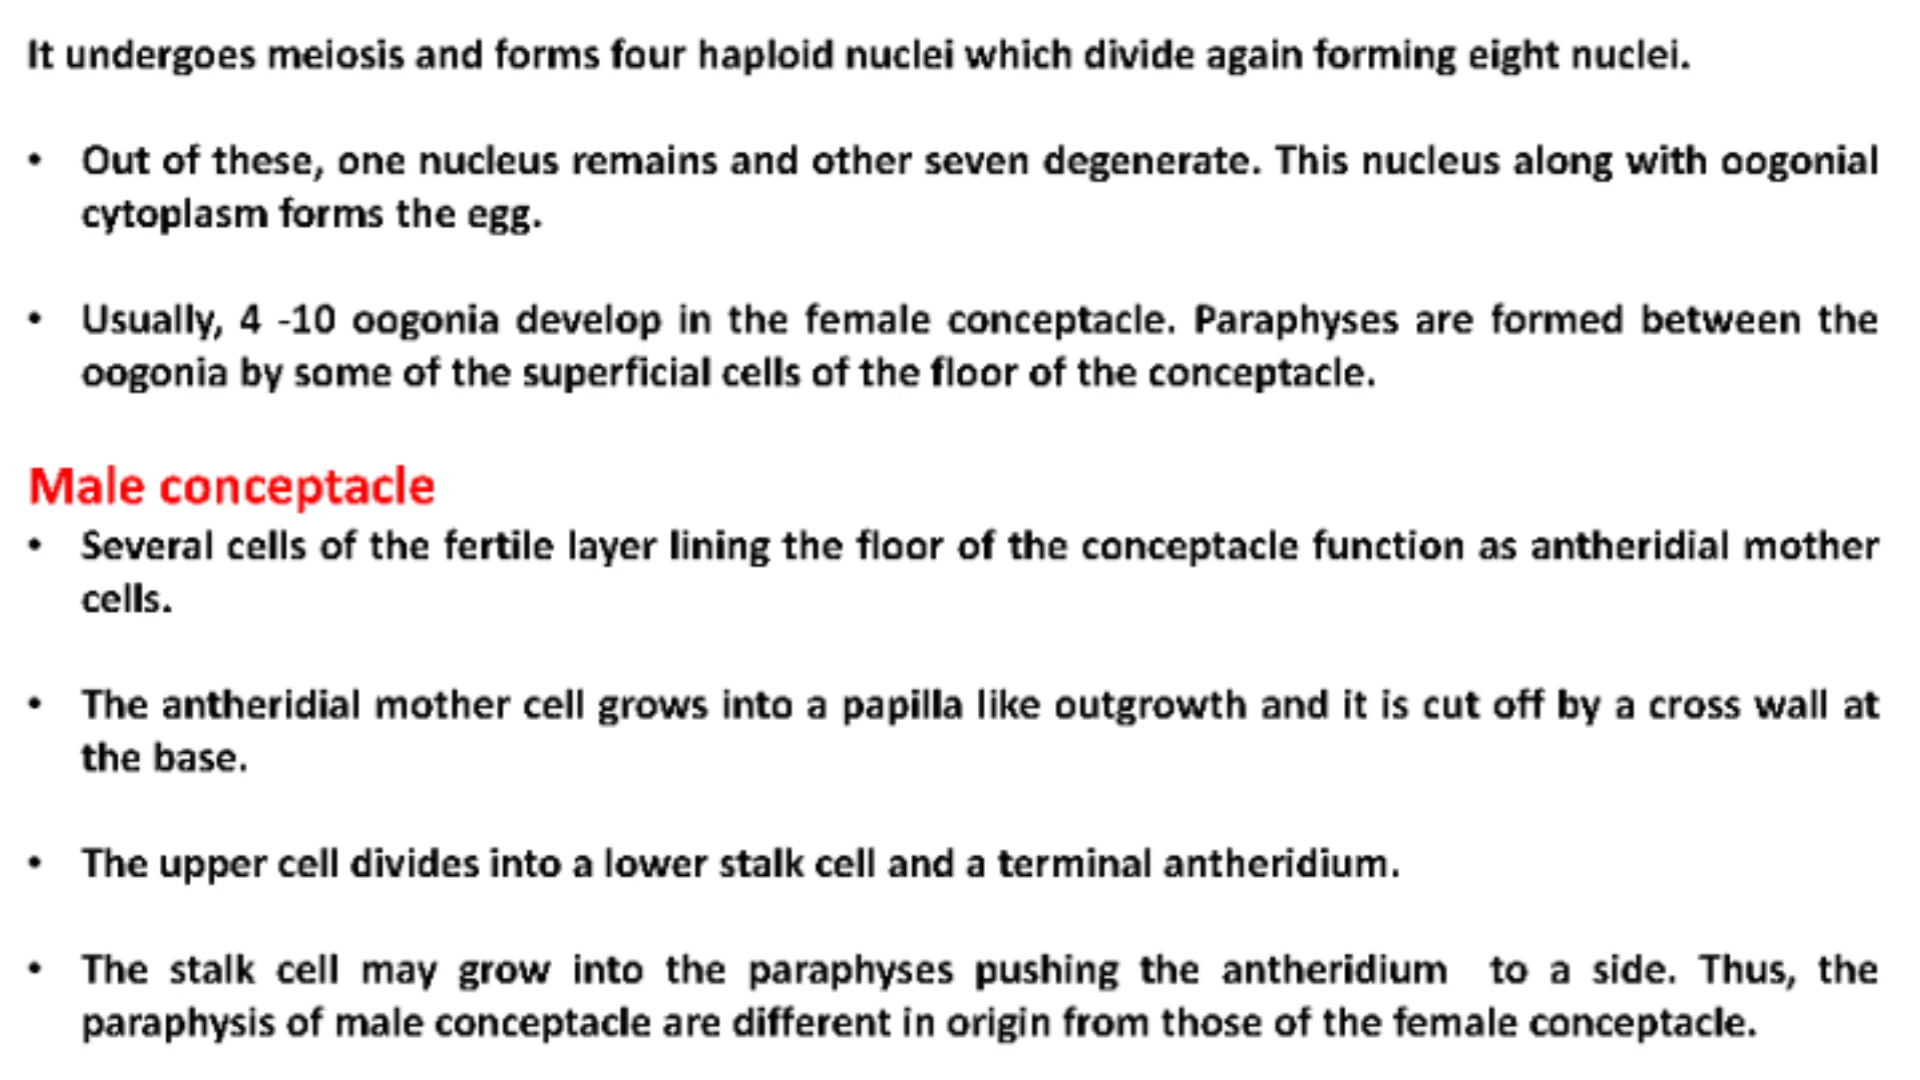 It undergoes meiosis and forms four haploid nuclei which divide again forming eight nuclei.
• Out of these, one nucleus remains and other seven degenerate. This nucleus along with oogonial
cytoplasm forms the egg.
• Usually, 4 -10 oogonia develop in the female conceptacle. Paraphyses are formed between the
oogonia by some of the superficial cells of the floor of the conceptacle.
Male conceptacle
• Several cells of the fertile layer lining the floor of the conceptacle function as antheridial mother
cells.
• The antheridial mother cell grows into a papilla like outgrowth and it is cut off by a cross wall at
the base.
• The upper cell divides into a lower stalk cell and a terminal antheridium.
• The stalk cell may grow into the paraphyses pushing the antheridium to a side. Thus, the
paraphysis of male conceptacle are different in origin from those of the female conceptacle.